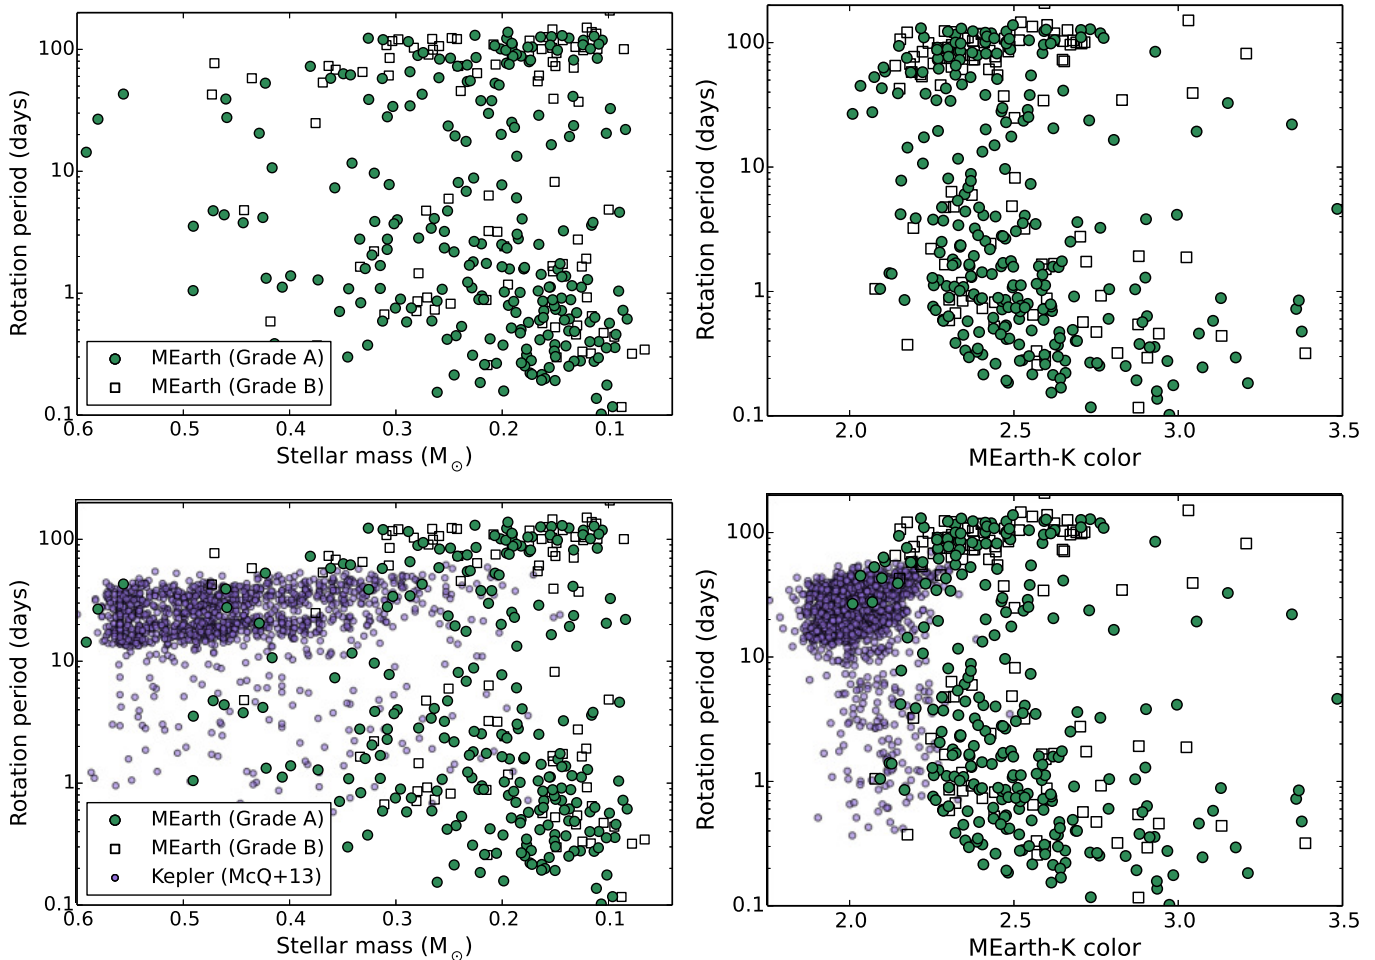 100
10
1
0.1
Rotation period (days)
MEarth (Grade A)
MEarth (Grade B)
0.6 0.5 0.4 0.3 0.2 0.1
Stellar mass (M☉)
100
10
1
0.1
Rotation period (days)
2.0 2.5 3.0 3.5
MEarth-K color
100
10
1
0.1
Rotation period (days)
MEarth (Grade A)
MEarth (Grade B)
Kepler (McQ+13)
0.6 0.5 0.4 0.3 0.2 0.1
Stellar mass (M☉)
100
10
1
0.1
Rotation period (days)
2.0 2.5 3.0 3.5
MEarth-K color